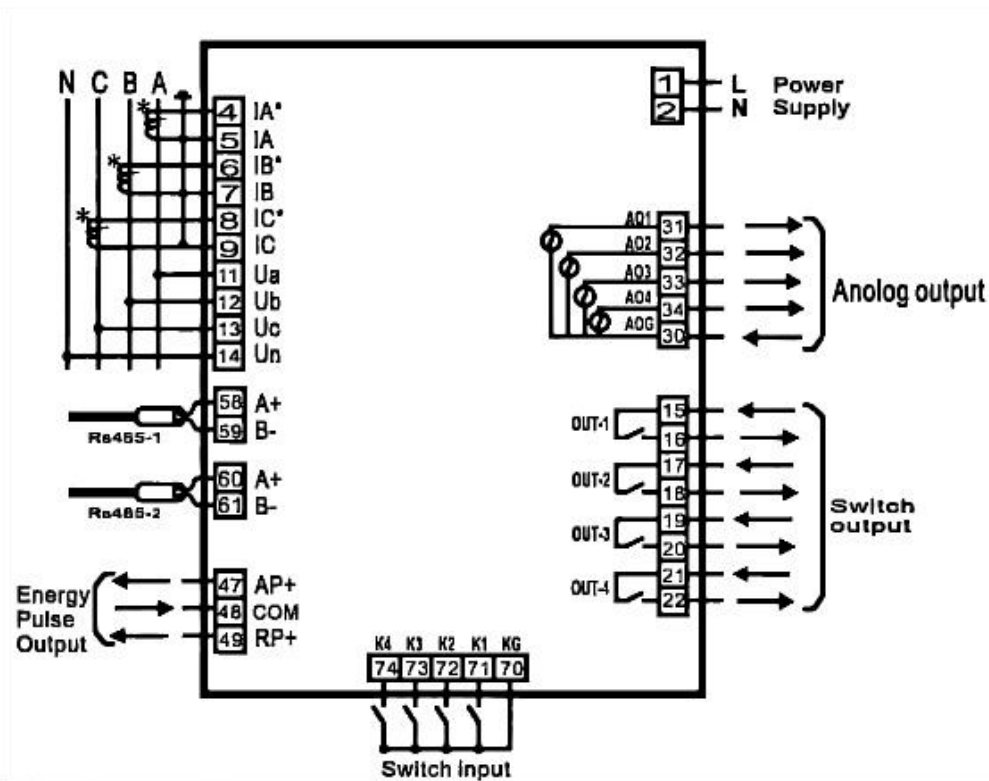 N C B A
4 IA*
5 IA
6 IB*
7 IB
8 IC*
9 IC
11 Ua
12 Ub
13 Uc
14 Un
* 
*
*
58 A+
59 B-
Rs485-1
60 A+
61 B-
Rs485-2
47 AP+
48 COM
49 RP+
Energy
Pulse
Output
1 L Power
2 N Supply
AO1 31
AO2 32
AO3 33
AO4 34
AOG 30
Anolog output
15
OUT-1
16
17
OUT-2
18
19
OUT-3
20
21
OUT-4
22
Switch
output
K4 K3 K2 K1 KG
74 73 72 71 70
Switch input